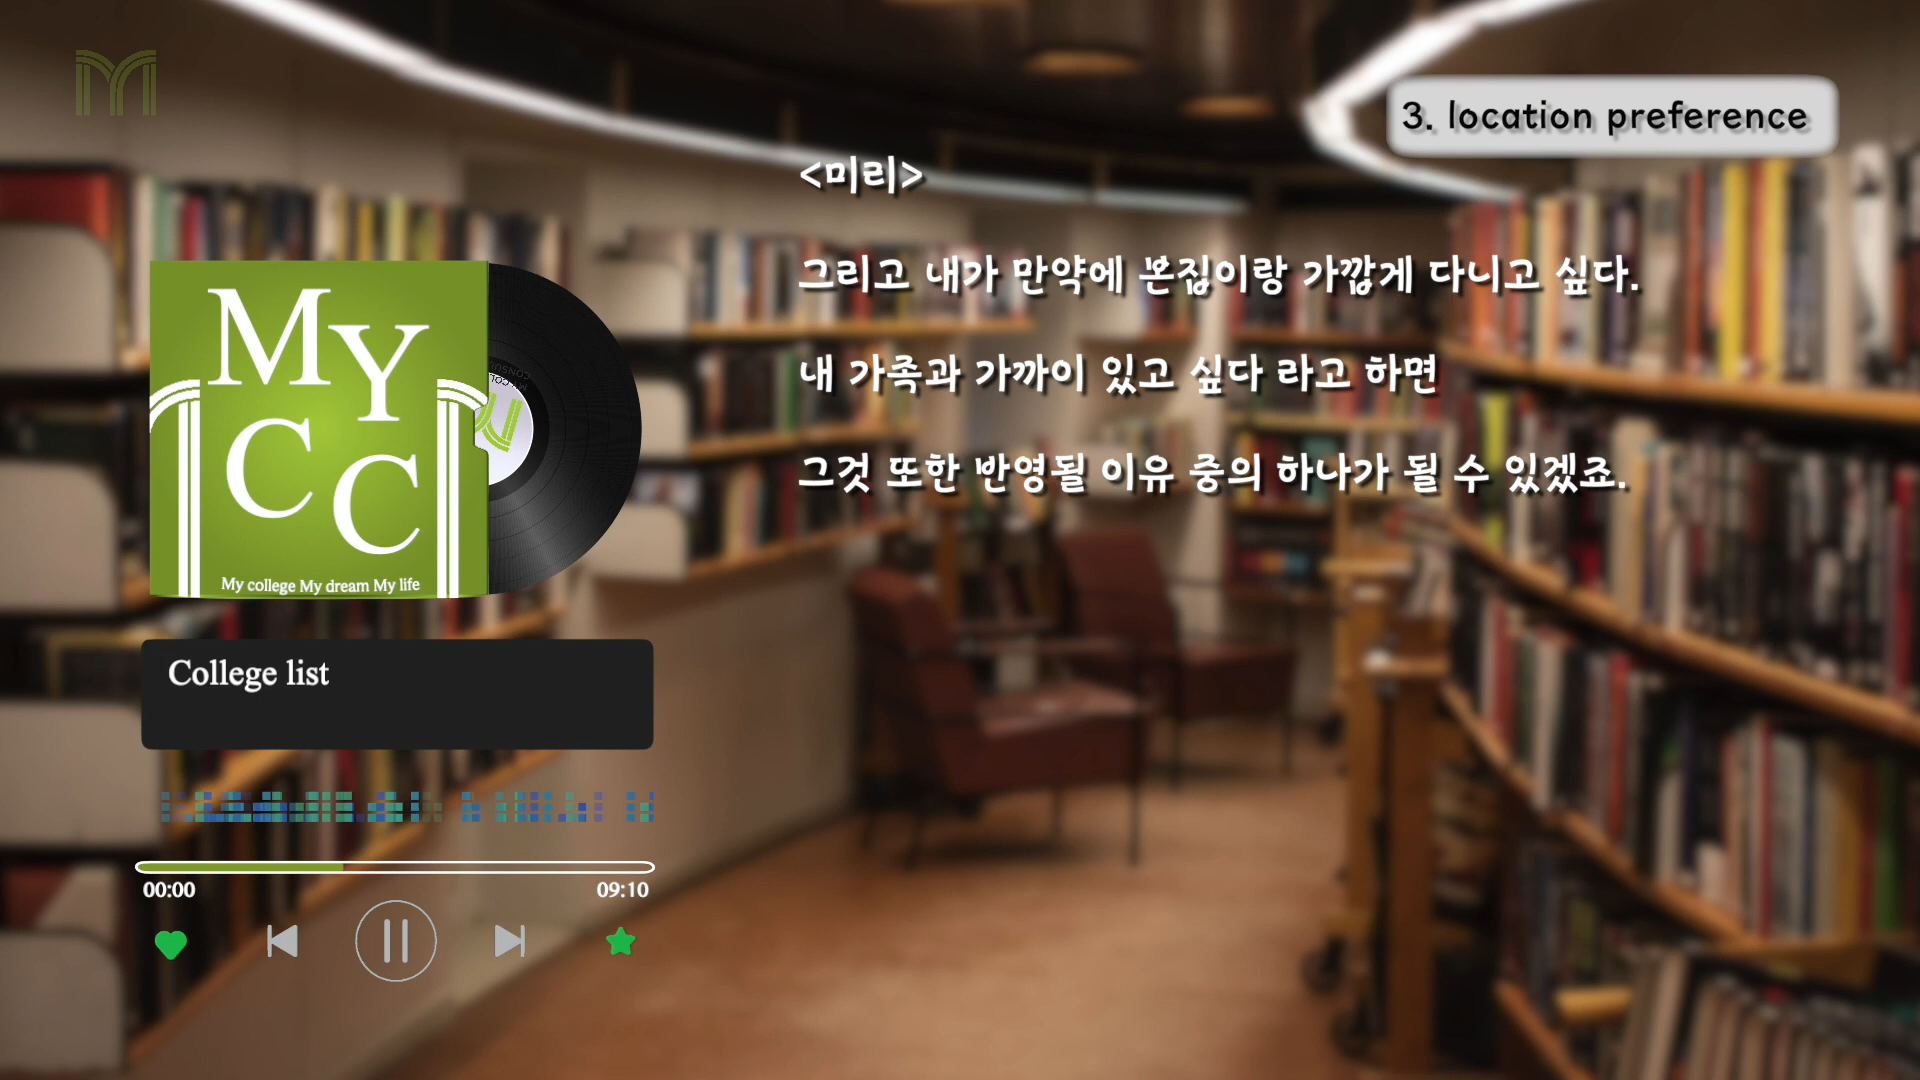 3. location preference
<미리>
그리고 내가 만약에 본집이랑 가깝게 다니고 싶다.
내 가족과 가까이 있고 싶다 라고 하면
그것 또한 반영될 이유 중의 하나가 될 수 있겠죠.
MY
CC
My college My dream My life
College list
00:00
09:10